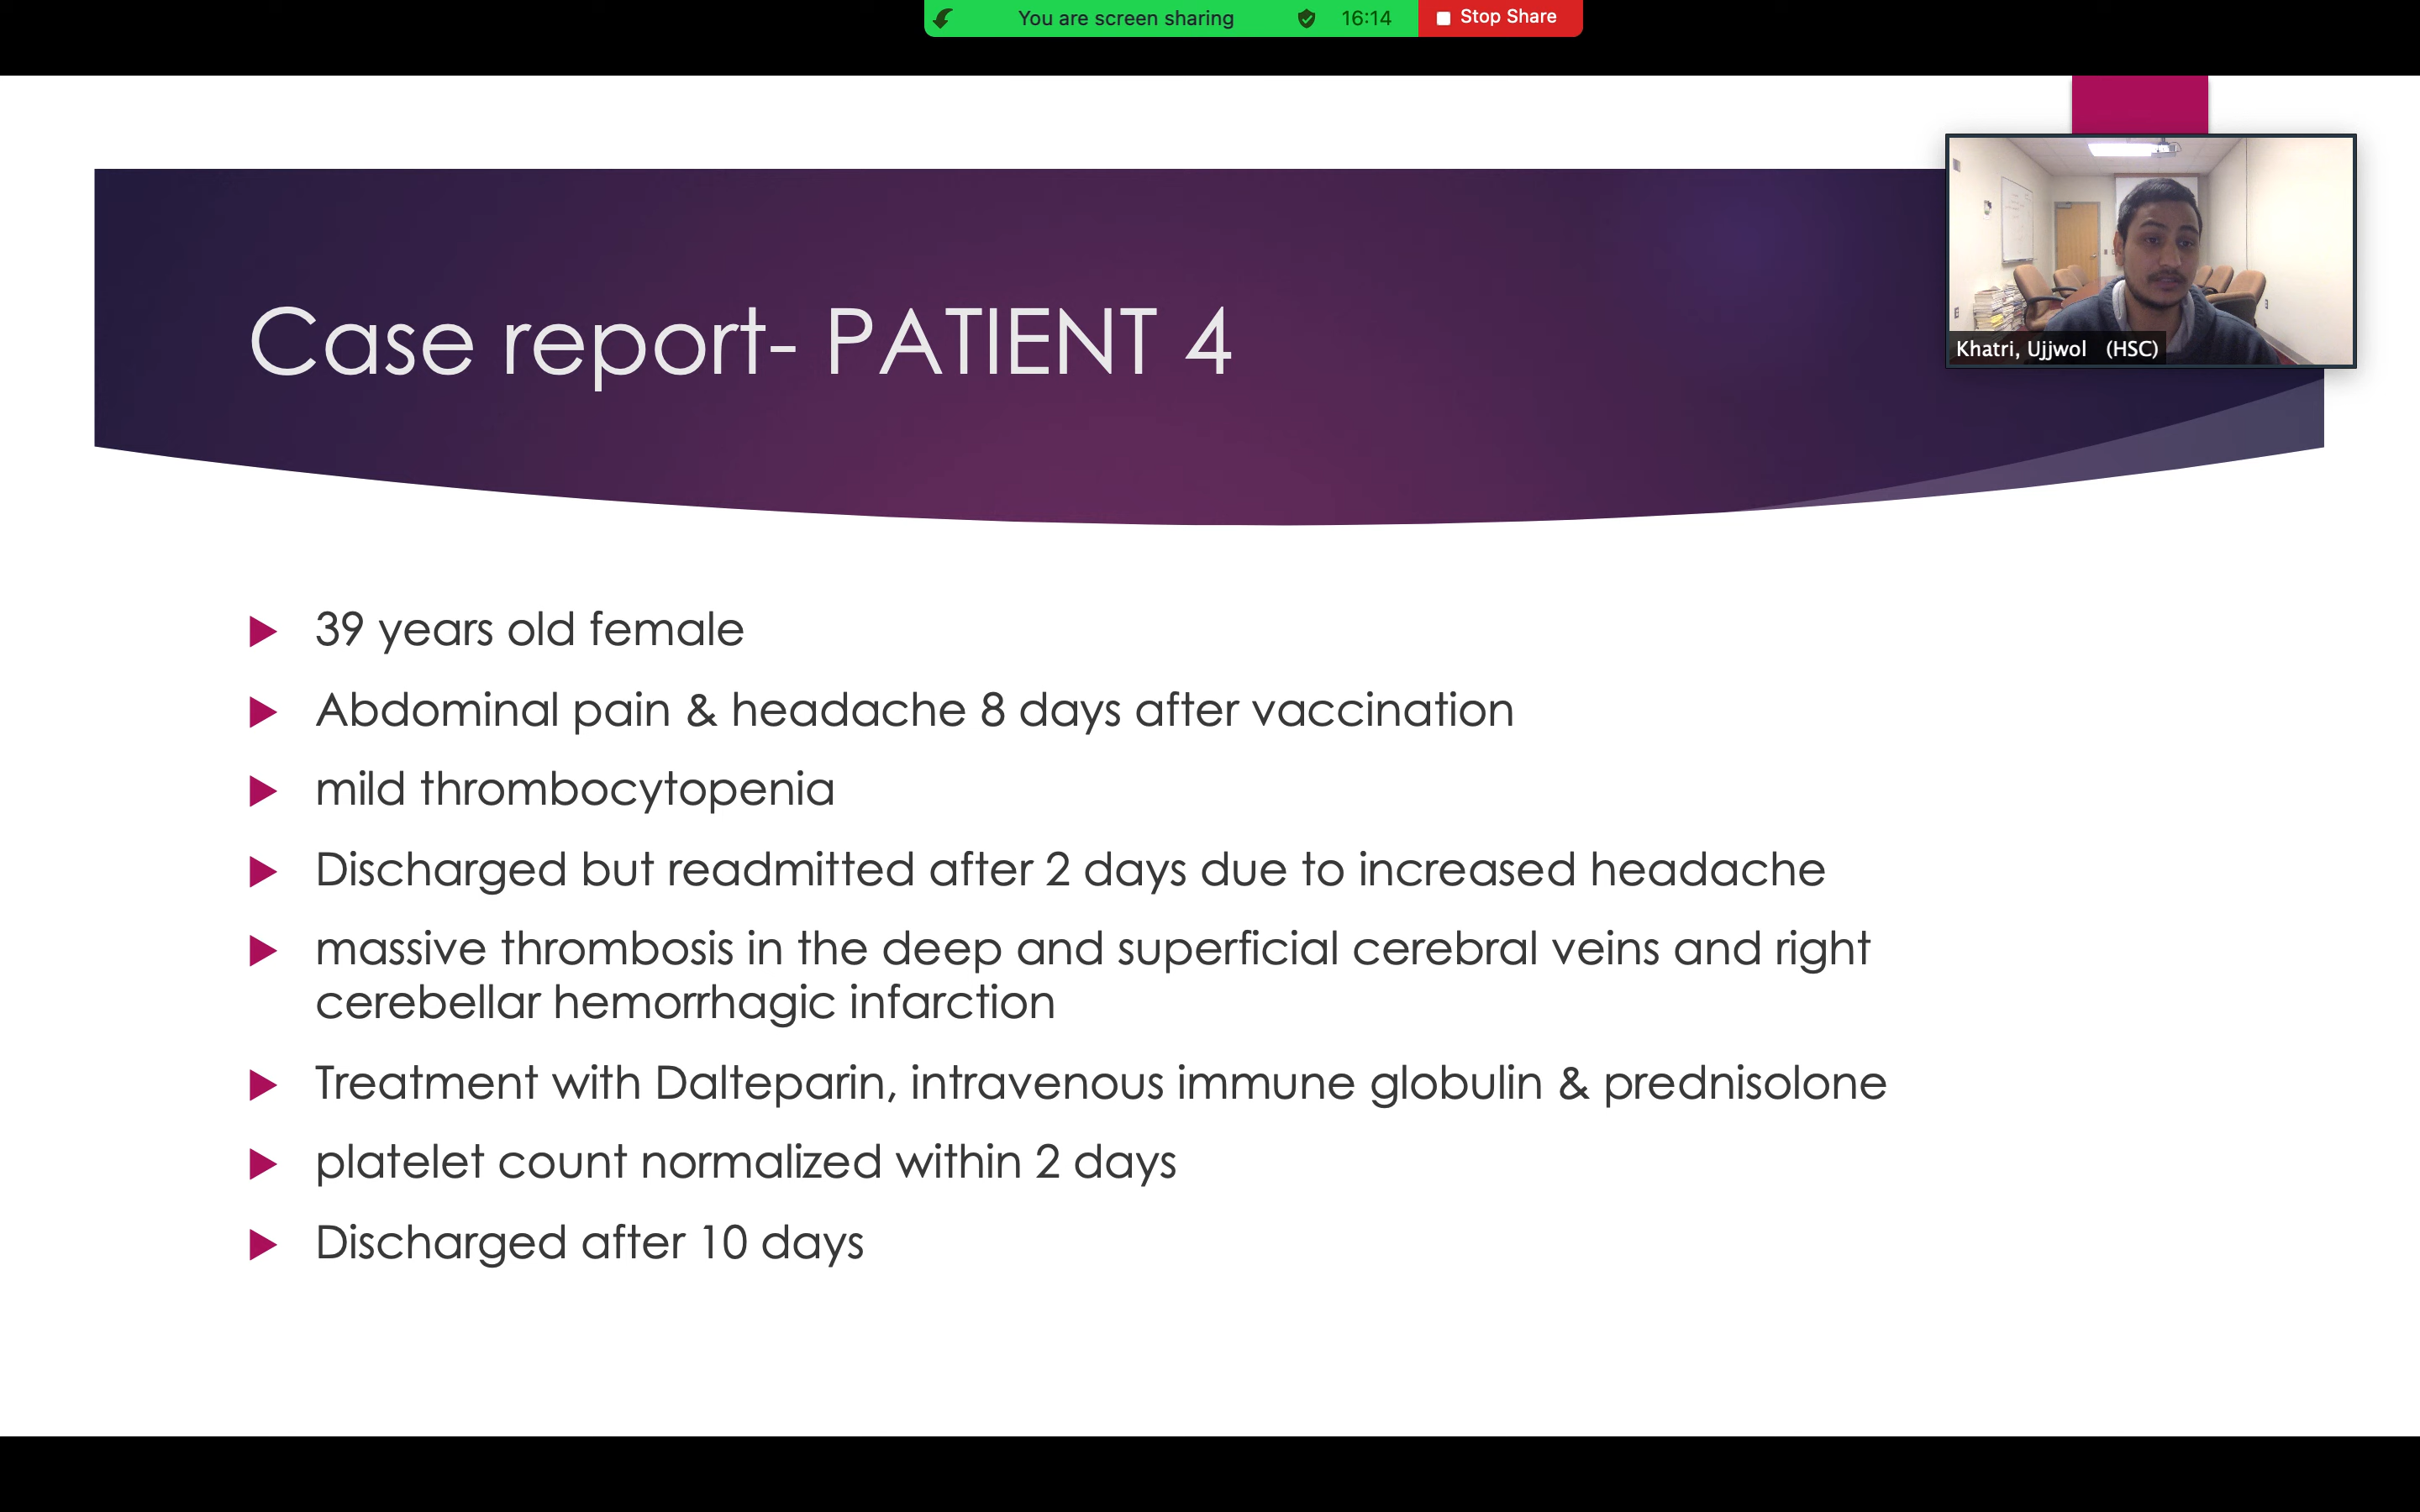 You are screen sharing 16:14 Stop Share
Case report- PATIENT 4
Khatri, Ujjwol (HSC)
39 years old female
Abdominal pain & headache 8 days after vaccination
mild thrombocytopenia
Discharged but readmitted after 2 days due to increased headache
massive thrombosis in the deep and superficial cerebral veins and right
cerebellar hemorrhagic infarction
Treatment with Dalteparin, intravenous immune globulin & prednisolone
platelet count normalized within 2 days
Discharged after 10 days